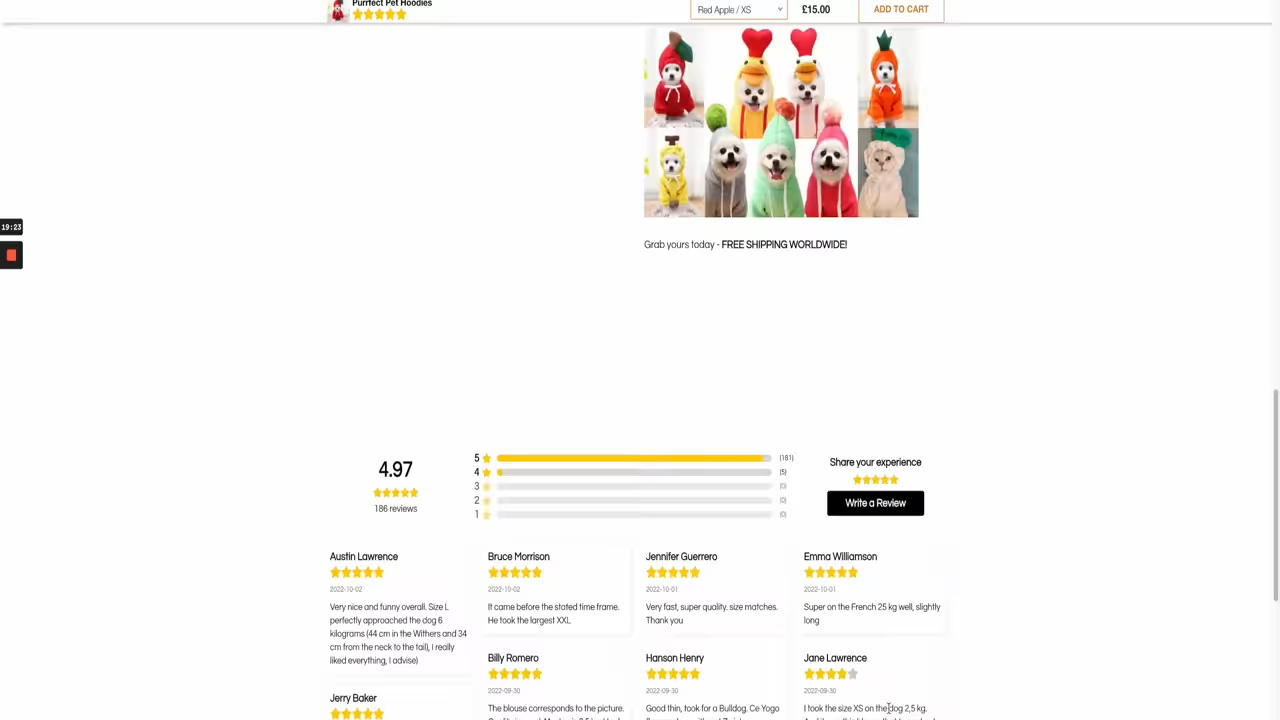 Purrfect Pet Hoodies
Red Apple / XS
£15.00
ADD TO CART
19:23
Grab yours today - FREE SHIPPING WORLDWIDE!
4.97
186 reviews
5 (181)
4 (5)
3 (0)
2 (0)
1 (0)
Share your experience
Write a Review
Austin Lawrence
2022-10-02
Very nice and funny overall. Size L
perfectly approached the dog 6
kilograms (44 cm in the Withers and 34
cm from the neck to the tail), I really
liked everything, I advise)
Bruce Morrison
2022-10-02
It came before the stated time frame.
He took the largest XXL
Jennifer Guerrero
2022-10-01
Very fast, super quality. size matches.
Thank you
Emma Williamson
2022-10-01
Super on the French 25 kg well, slightly
long
Jerry Baker
Billy Romero
2022-09-30
The blouse corresponds to the picture.
Hanson Henry
2022-09-30
Good thin, took for a Bulldog. Ce Yogo
Jane Lawrence
2022-09-30
I took the size XS on the dog 2,5 kg.